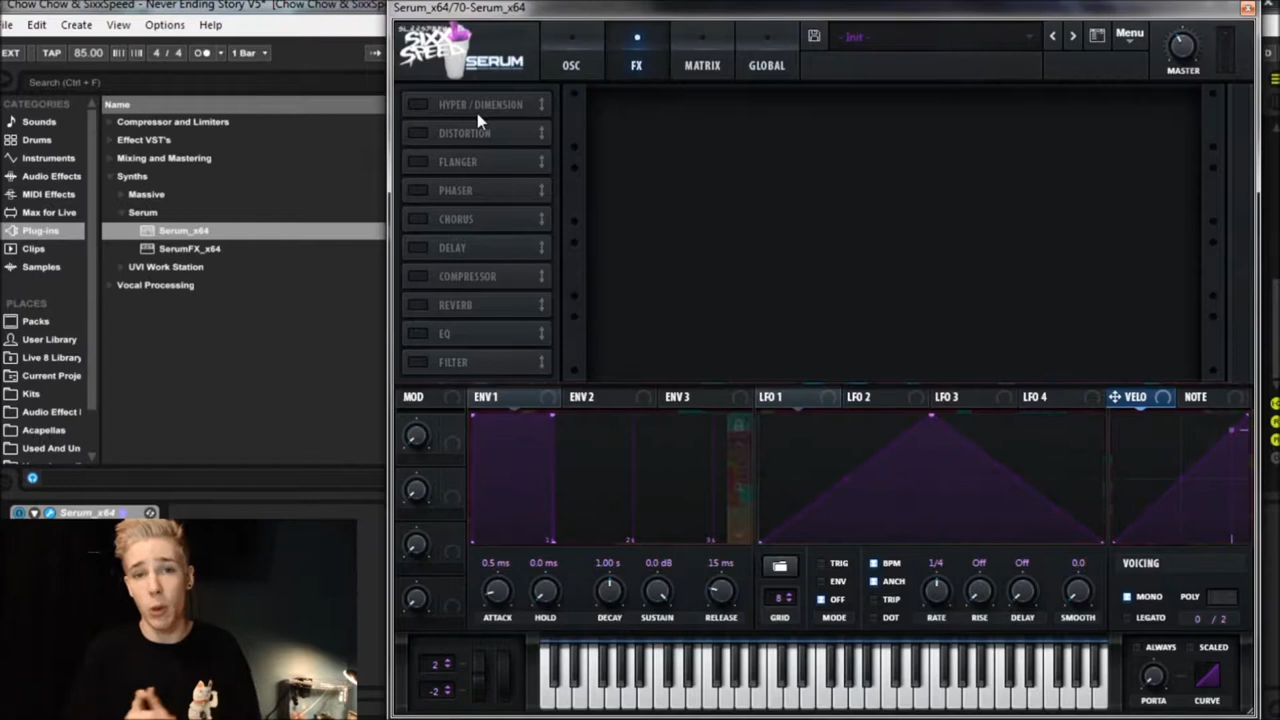 Chow Chow & SixxSpeed - Never Ending Story V5* [Chow Chow & SixxSp
Serum_x64/70-Serum_x64
ile Edit Create View Options Help
EXT TAP 85.00 4 / 4 1 Bar
Search (Ctrl + F)
CATEGORIES
Sounds
Drums
Instruments
Audio Effects
MIDI Effects
Max for Live
Plug-ins
Clips
Samples
PLACES
Packs
User Library
Live 8 Library
Current Proje
Kits
Audio Effect
Acapellas
Used And Un
Name
Compressor and Limiters
Effect VST's
Mixing and Mastering
Synths
Massive
Serum
Serum_x64
SerumFX_x64
UVI Work Station
Vocal Processing
Serum_x64
SIXX
SPEED
SERUM
OSC FX MATRIX GLOBAL
- Init -
Menu
MASTER
HYPER / DIMENSION
DISTORTION
FLANGER
PHASER
CHORUS
DELAY
COMPRESSOR
REVERB
EQ
FILTER
MOD ENV 1 ENV 2 ENV 3 LFO 1 LFO 2 LFO 3 LFO 4 VELO NOTE
0.5 ms 0.0 ms 1.00 s 0.0 dB 15 ms
ATTACK HOLD DECAY SUSTAIN RELEASE
8
GRID
TRIG
ENV
OFF
MODE
BPM
ANCH
TRIP
DOT
1/4 Off Off 0.0
RATE RISE DELAY SMOOTH
VOICING
MONO POLY
LEGATO 0 / 2
ALWAYS SCALED
PORTA CURVE
2
-2